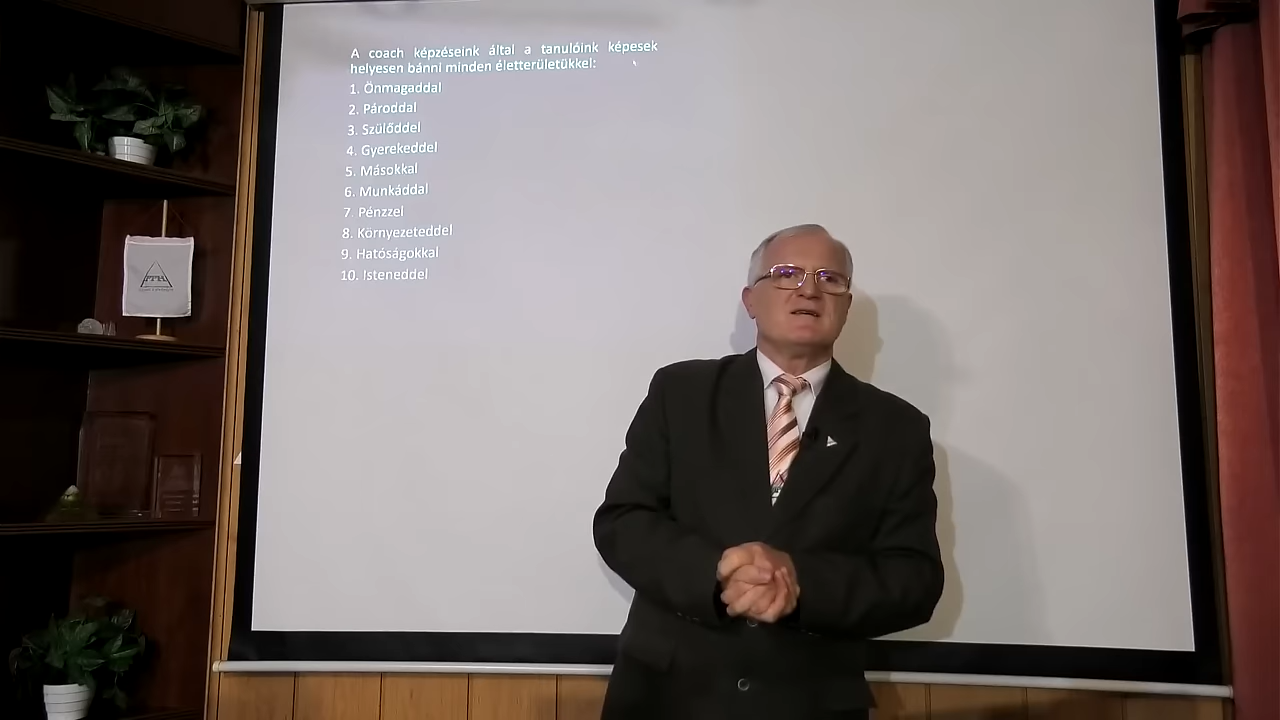 A coach képzéseink által a tanulóink képesek
helyesen bánni minden életterületükkel:
1. Önmagaddal
2. Pároddal
3. Szülőddel
4. Gyerekeddel
5. Másokkal
6. Munkáddal
7. Pénzzel
8. Környezeteddel
9. Hatóságokkal
10. Isteneddel